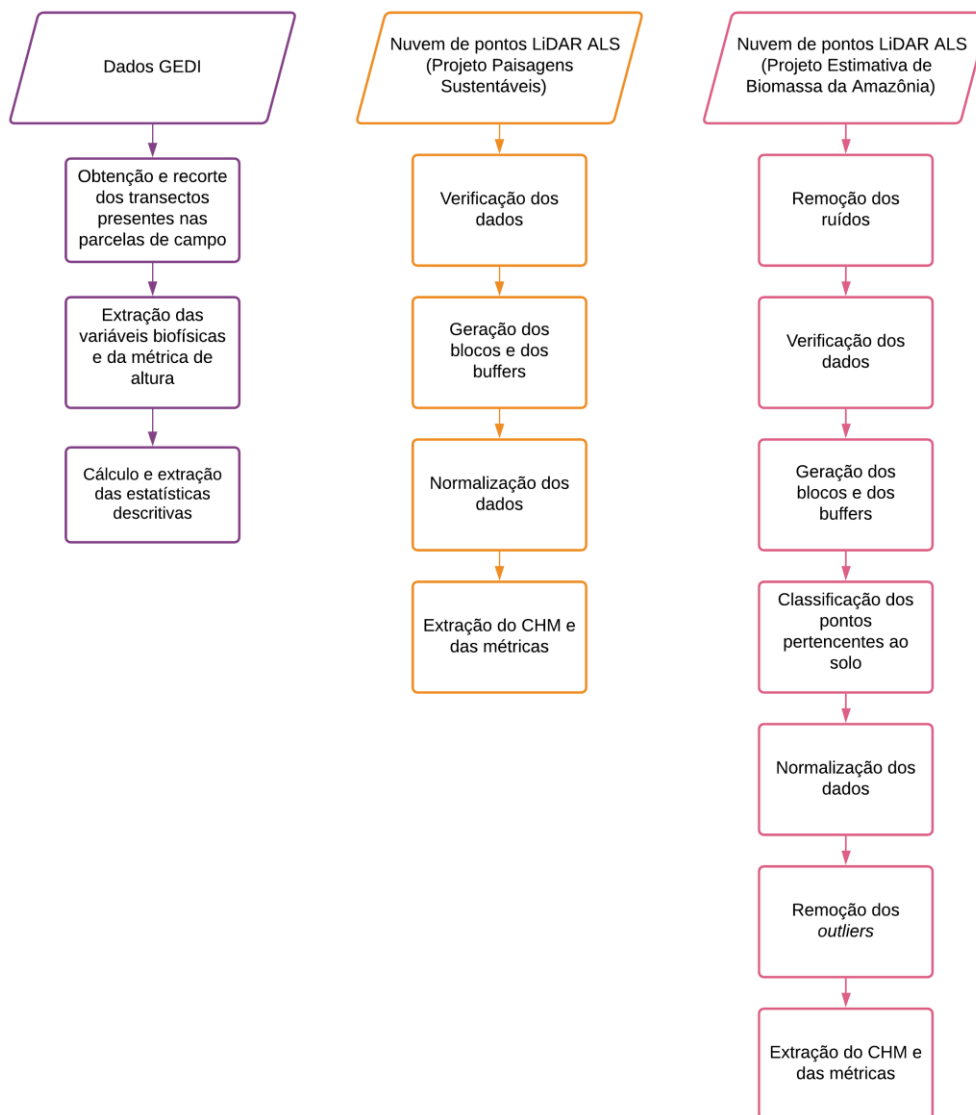 Dados GEDI
Obtenção e recorte
dos transectos
presentes nas
parcelas de campo
Extração das
variáveis biofísicas
e da métrica de
altura
Cálculo e extração
das estatísticas
descritivas
Nuvem de pontos LiDAR ALS
(Projeto Paisagens
Sustentáveis)
Verificação dos
dados
Geração dos
blocos e dos
buffers
Normalização dos
dados
Extração do CHM e
das métricas
Nuvem de pontos LiDAR ALS
(Projeto Estimativa de
Biomassa da Amazônia)
Remoção dos
ruídos
Verificação dos
dados
Geração dos
blocos e dos
buffers
Classificação dos
pontos
pertencentes ao
solo
Normalização dos
dados
Remoção dos
outliers
Extração do CHM e
das métricas